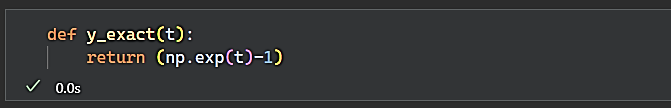 def y_exact(t):
    return (np.exp(t)-1)
0.0s